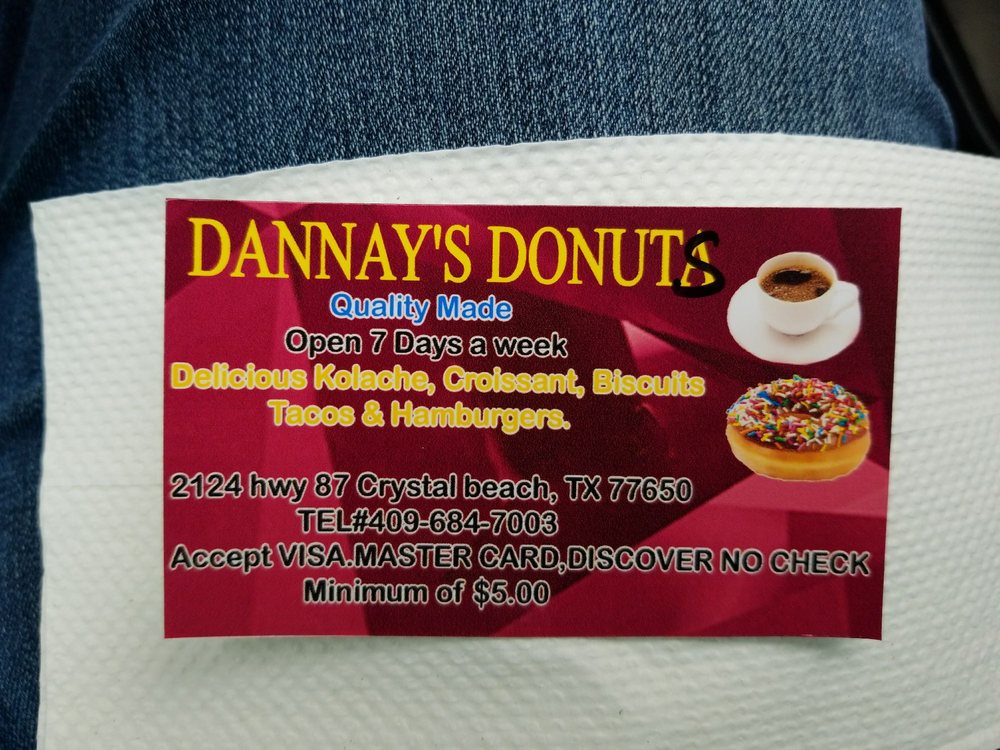 DANNAY'S DONUTS
Quality Made
Open 7 Days a week
Delicious Kolache, Croissant, Biscuits
Tacos & Hamburgers.
2124 hwy 87 Crystal beach, TX 77650
TEL#409-684-7003
Accept VISA.MASTER CARD,DISCOVER NO CHECK
Minimum of $5.00